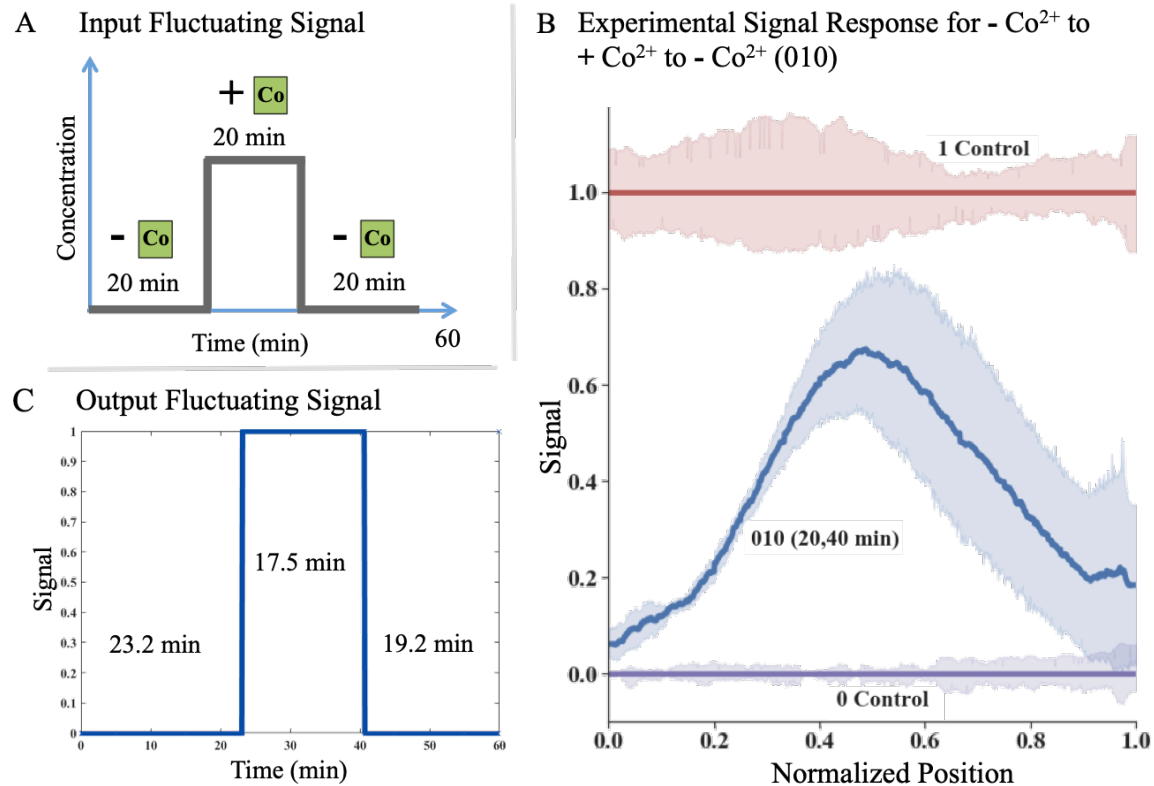 A Input Fluctuating Signal
Concentration
+ Co
20 min
- Co
20 min
- Co
20 min
Time (min)
60
B Experimental Signal Response for - Co²⁺ to
+ Co²⁺ to - Co²⁺ (010)
Signal
1.0
0.8
0.6
0.4
0.2
0.0
1 Control
010 (20,40 min)
0 Control
0.0 0.2 0.4 0.6 0.8 1.0
Normalized Position
C Output Fluctuating Signal
Signal
1
0.9
0.8
0.7
0.6
0.5
0.4
0.3
0.2
0.1
0
23.2 min
17.5 min
19.2 min
0 10 20 30 40 50 60
Time (min)